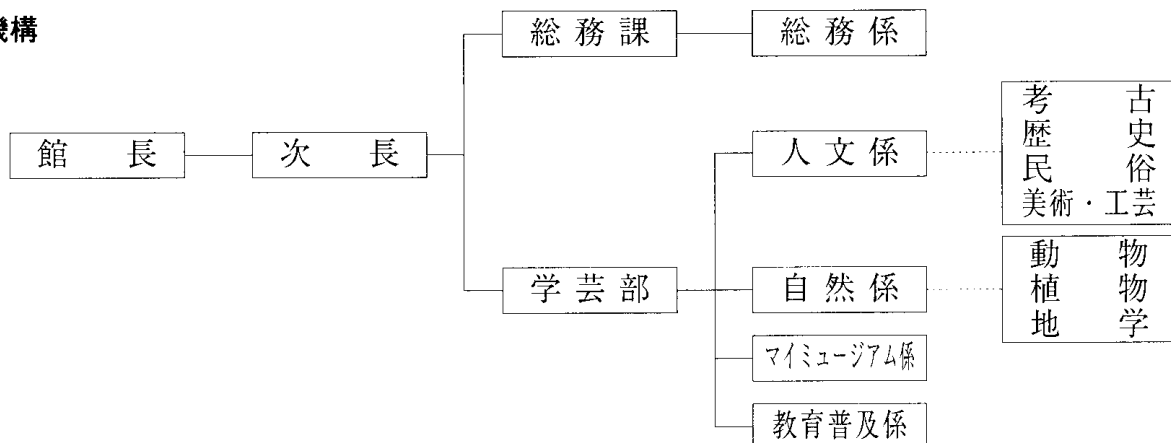 機構
総務課
総務係
館長
次長
人文係
考古
歴史
民俗
美術・工芸
学芸部
自然係
動物
植物
地学
マイミュージアム係
教育普及係